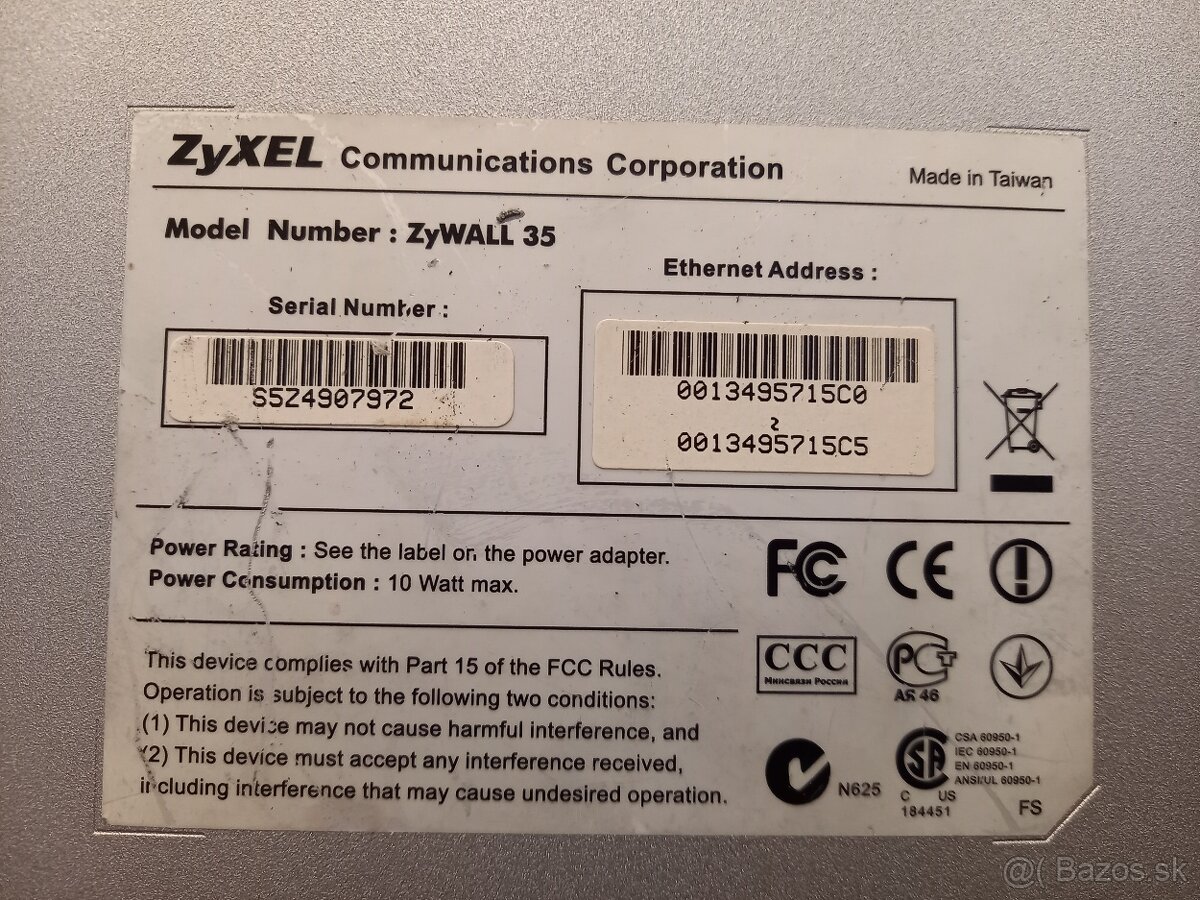 ZyXEL Communications Corporation
Made in Taiwan
Model Number : ZyWALL 35
Ethernet Address :
Serial Number :
S5Z4907972
0013495715C0
~
0013495715C5
Power Rating : See the label on the power adapter.
Power Consumption : 10 Watt max.
FC CE
This device complies with Part 15 of the FCC Rules.
Operation is subject to the following two conditions:
(1) This device may not cause harmful interference, and
(2) This device must accept any interference received,
including interference that may cause undesired operation.
CCC
Минсвязи России
PCT
АЯ 46
N625
SA
C US
184451
CSA 60950-1
IEC 60950-1
EN 60950-1
ANSI/UL 60950-1
FS
@( Bazos.sk